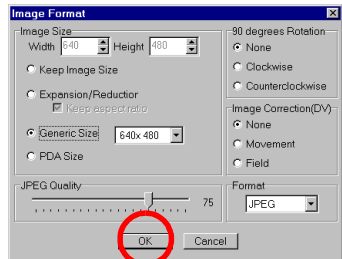 Image Format
Image Size
Width 640 Height 480
Keep Image Size
Expansion/Reductior
Keep aspect ratio
Generic Size 640x 480
PDA Size
90 degrees Rotation
None
Clockwise
Counterclockwise
Image Correction(DV)
None
Movement
Field
JPEG Quality
75
Format
JPEG
OK Cancel